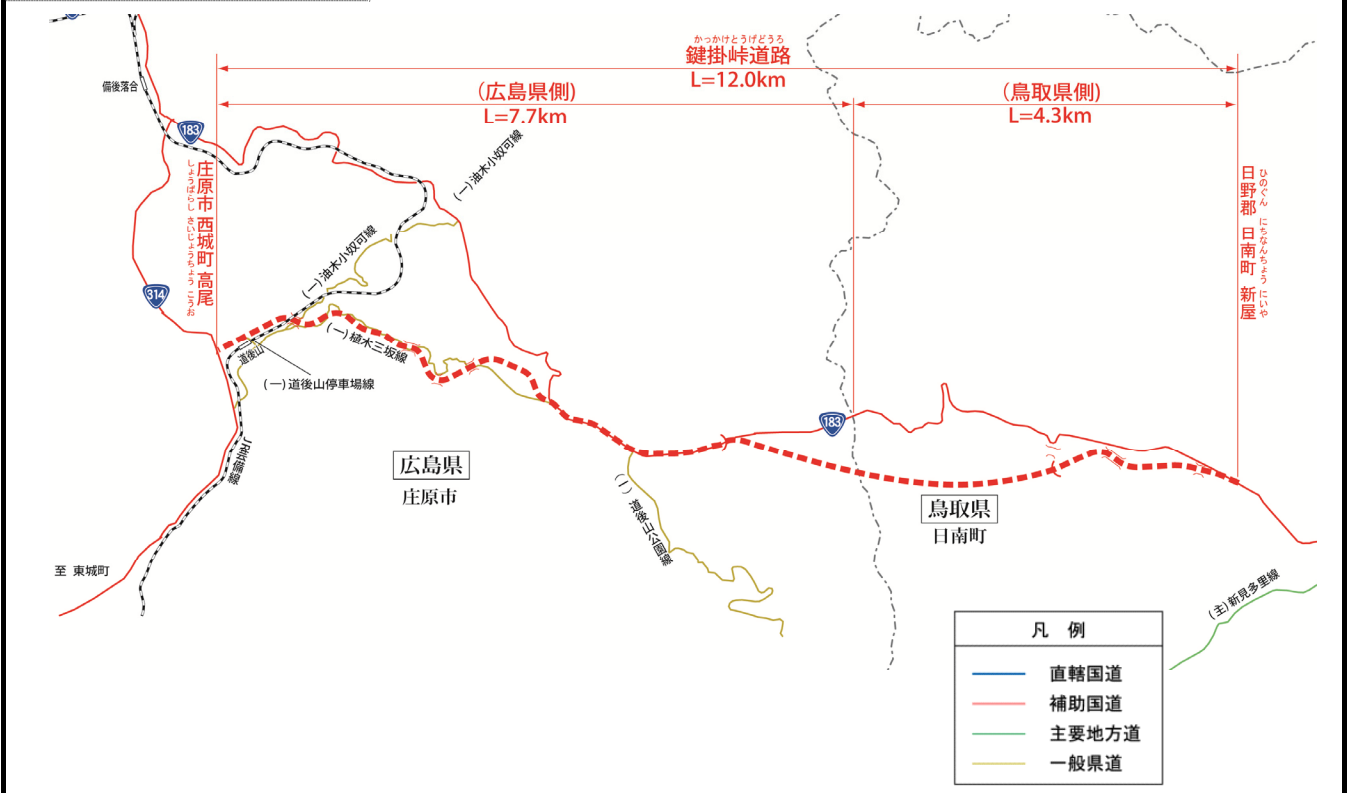 かっかけとうげどうろ
鍵掛峠道路
L=12.0km
(広島県側)
L=7.7km
(鳥取県側)
L=4.3km
備後落合
183
庄原市 西城町 高尾
しょうばらし さいじょうちょう こうお
(一)油木小奴可線
日野郡 日南町 新屋
ひのぐん にちなんちょう にいや
(一)油木小奴可線
314
(一)植木三坂線
道後山
(一)道後山停車場線
183
JR芸備線
広島県
庄原市
(一)道後山公園線
鳥取県
日南町
至 東城町
(主)新見多里線
凡 例
直轄国道
補助国道
主要地方道
一般県道